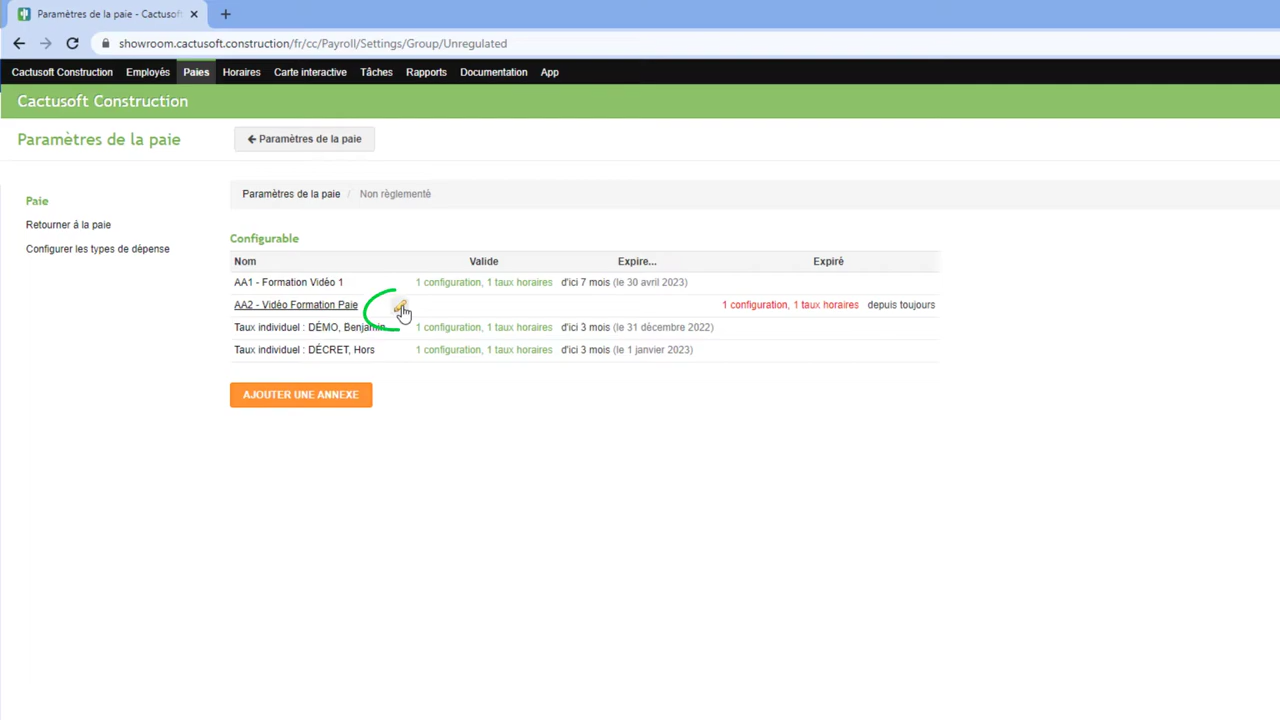 Paramètres de la paie - Cactusoft
showroom.cactusoft.construction/fr/cc/Payroll/Settings/Group/Unregulated
Cactusoft Construction Employés Paies Horaires Carte interactive Tâches Rapports Documentation App
Cactusoft Construction
Paramètres de la paie
Paramètres de la paie
Paie
Retourner à la paie
Configurer les types de dépense
Paramètres de la paie / Non règlementé
Configurable
Nom Valide Expire... Expiré
AA1 - Formation Vidéo 1 1 configuration, 1 taux horaires d'ici 7 mois (le 30 avril 2023)
AA2 - Vidéo Formation Paie 1 configuration, 1 taux horaires depuis toujours
Taux individuel : DÉMO, Benjamin 1 configuration, 1 taux horaires d'ici 3 mois (le 31 décembre 2022)
Taux individuel : DÉCRET, Hors 1 configuration, 1 taux horaires d'ici 3 mois (le 1 janvier 2023)
AJOUTER UNE ANNEXE